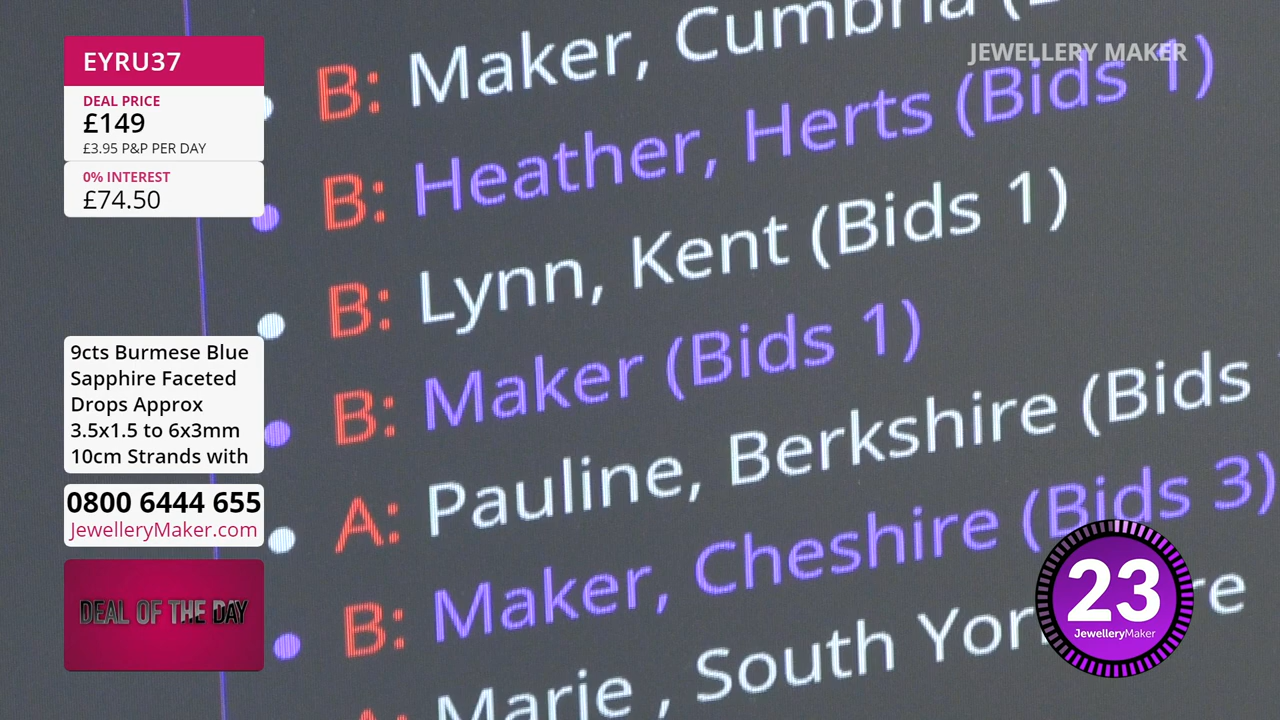 EYRU37
DEAL PRICE
£149
£3.95 P&P PER DAY
0% INTEREST
£74.50
9cts Burmese Blue
Sapphire Faceted
Drops Approx
3.5x1.5 to 6x3mm
10cm Strands with
0800 6444 655
JewelleryMaker.com
DEAL OF THE DAY
JEWELLERY MAKER
B: Maker, Cumbria
B: Heather, Herts (Bids 1)
B: Lynn, Kent (Bids 1)
B: Maker (Bids 1)
A: Pauline, Berkshire (Bids
B: Maker, Cheshire (Bids 3)
Marie , South
23
JewelleryMaker